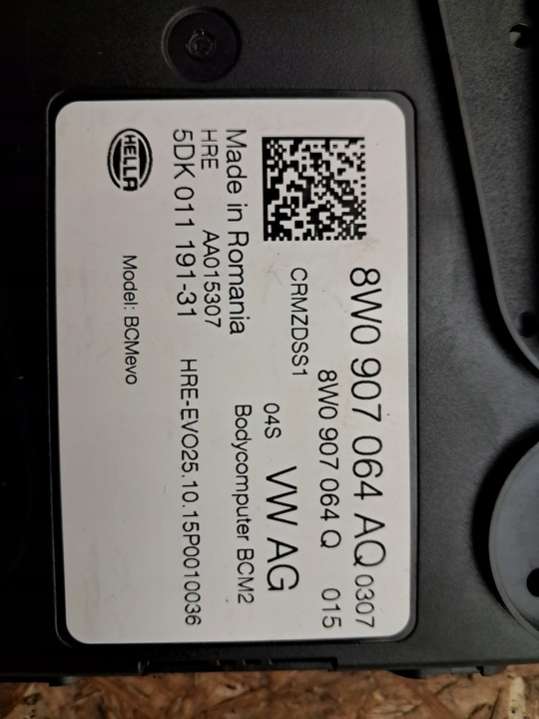 8W0 907 064 AQ 0307
8W0 907 064 Q 015
CRMZDSS1
04S VW AG
Bodycomputer BCM2
Made in Romania
HRE AA015307
5DK 011 191-31 HRE-EVO25.10.15P0010036
HELLA
Model: BCMevo